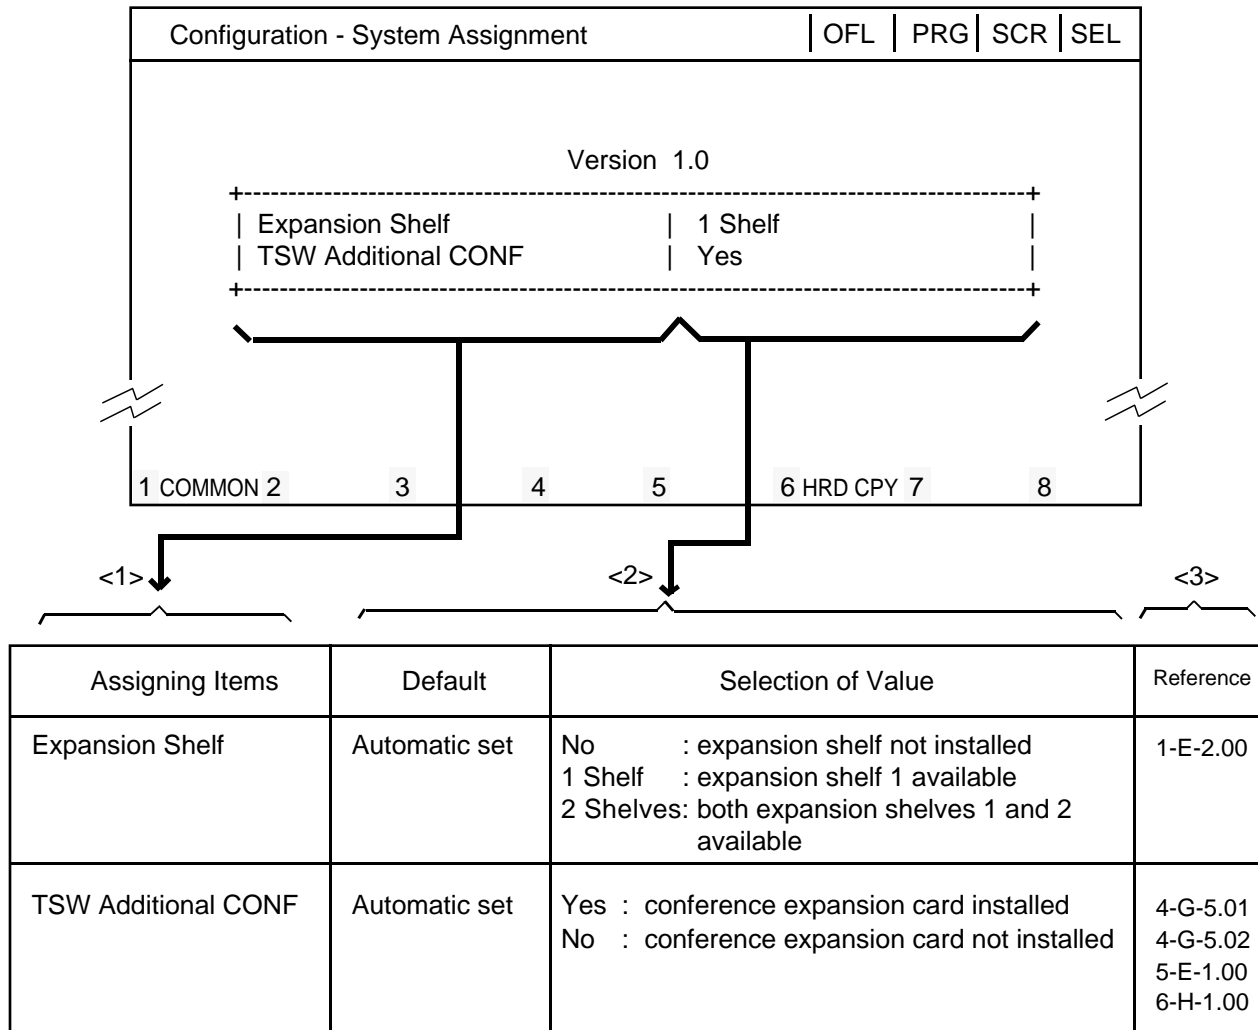 Configuration - System Assignment | OFL | PRG | SCR | SEL
Version 1.0
+------------------------------------------------------------------------------+
| Expansion Shelf | 1 Shelf |
| TSW Additional CONF | Yes |
+------------------------------------------------------------------------------+
1 COMMON 2 3 4 5 6 HRD CPY 7 8
<1> <2> <3>
Assigning Items Default Selection of Value Reference
Expansion Shelf Automatic set No : expansion shelf not installed 1-E-2.00
1 Shelf : expansion shelf 1 available
2 Shelves: both expansion shelves 1 and 2
available
TSW Additional CONF Automatic set Yes : conference expansion card installed 4-G-5.01
No : conference expansion card not installed 4-G-5.02
5-E-1.00
6-H-1.00